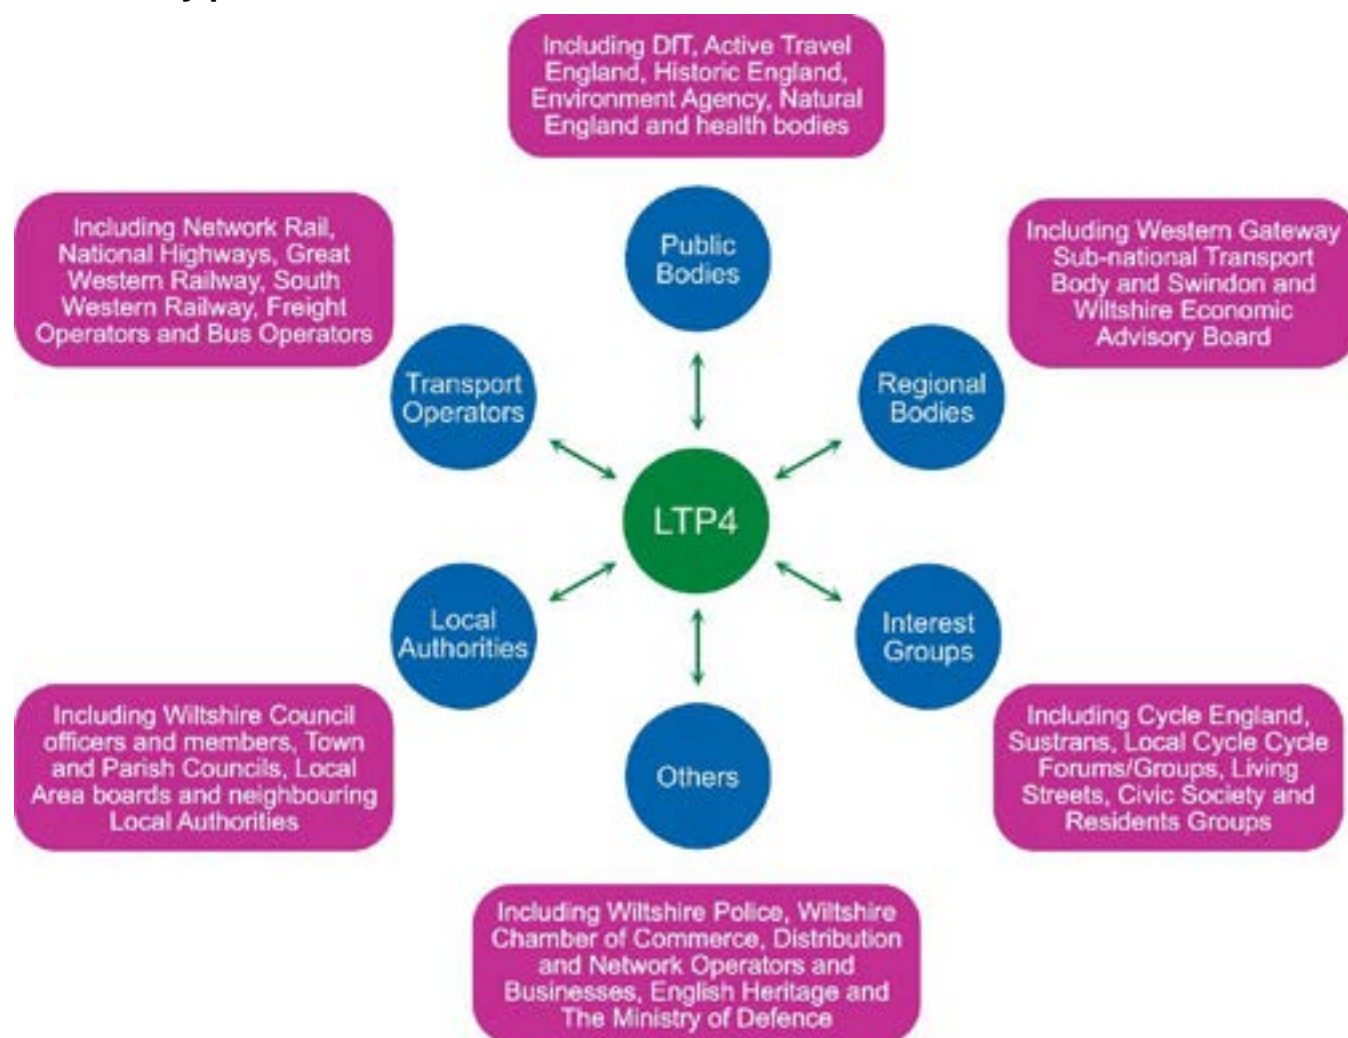 Including DfT, Active Travel
England, Historic England,
Environment Agency, Natural
England and health bodies
Including Network Rail,
National Highways, Great
Western Railway, South
Western Railway, Freight
Operators and Bus Operators
Public
Bodies
Including Western Gateway
Sub-national Transport
Body and Swindon and
Wiltshire Economic
Advisory Board
Transport
Operators
Regional
Bodies
LTP4
Local
Authorities
Interest
Groups
Including Wiltshire Council
officers and members, Town
and Parish Councils, Local
Area boards and neighbouring
Local Authorities
Others
Including Cycle England,
Sustrans, Local Cycle Cycle
Forums/Groups, Living
Streets, Civic Society and
Residents Groups
Including Wiltshire Police, Wiltshire
Chamber of Commerce, Distribution
and Network Operators and
Businesses, English Heritage and
The Ministry of Defence